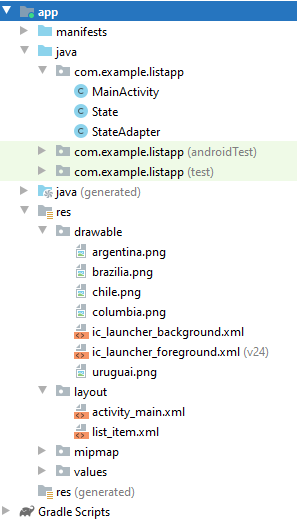 app
manifests
java
com.example.listapp
MainActivity
State
StateAdapter
com.example.listapp (androidTest)
com.example.listapp (test)
java (generated)
res
drawable
argentina.png
brazilia.png
chile.png
columbia.png
ic_launcher_background.xml
ic_launcher_foreground.xml (v24)
uruguai.png
layout
activity_main.xml
list_item.xml
mipmap
values
res (generated)
Gradle Scripts